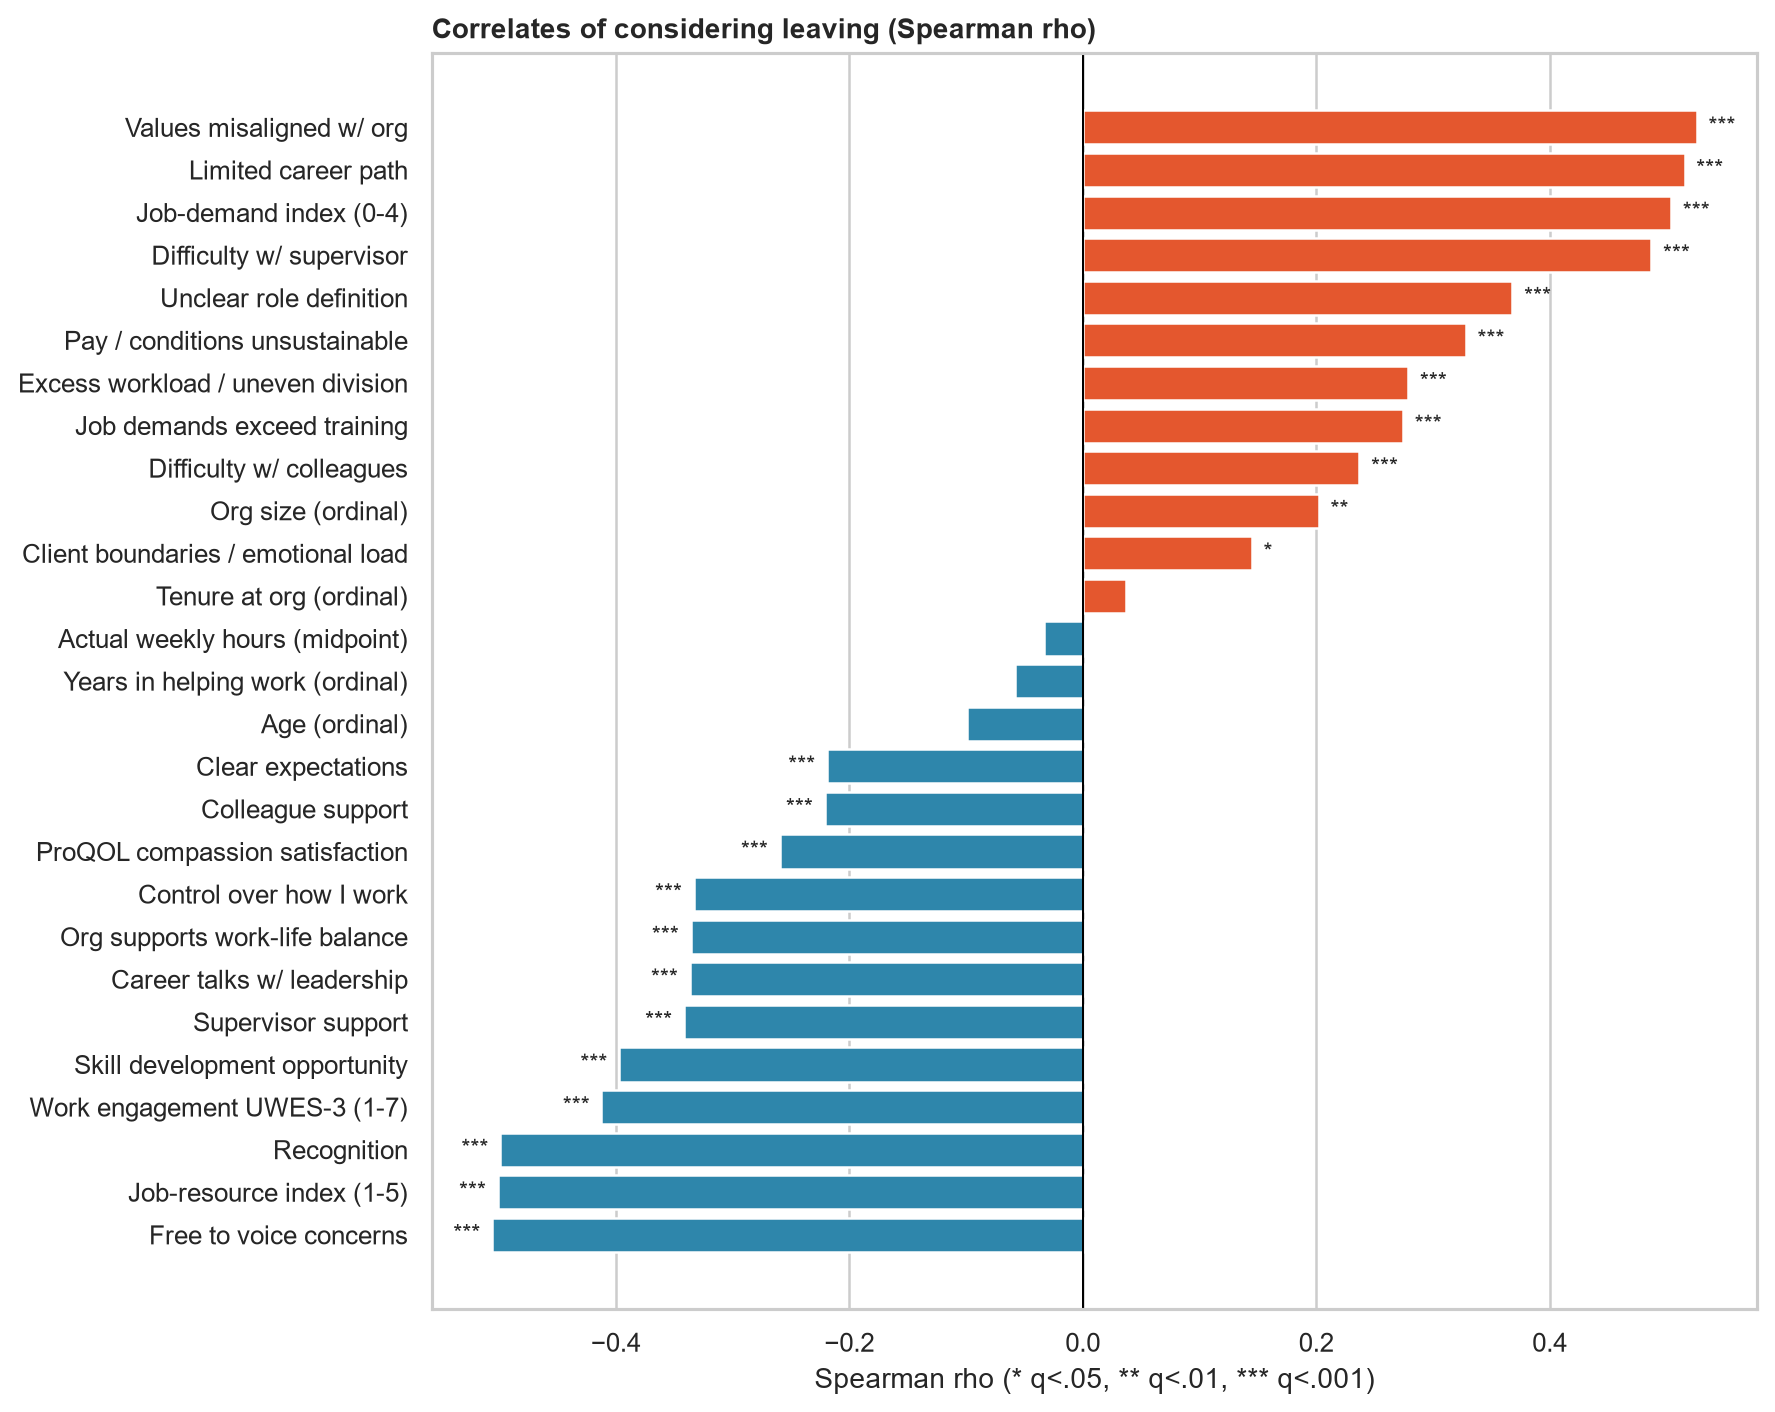 Correlates of considering leaving (Spearman rho)
Values misaligned w/ org ***
Limited career path ***
Job-demand index (0-4) ***
Difficulty w/ supervisor ***
Unclear role definition ***
Pay / conditions unsustainable ***
Excess workload / uneven division ***
Job demands exceed training ***
Difficulty w/ colleagues ***
Org size (ordinal) **
Client boundaries / emotional load *
Tenure at org (ordinal)
Actual weekly hours (midpoint)
Years in helping work (ordinal)
Age (ordinal)
Clear expectations ***
Colleague support ***
ProQOL compassion satisfaction ***
Control over how I work ***
Org supports work-life balance ***
Career talks w/ leadership ***
Supervisor support ***
Skill development opportunity ***
Work engagement UWES-3 (1-7) ***
Recognition ***
Job-resource index (1-5) ***
Free to voice concerns ***
−0.4 −0.2 0.0 0.2 0.4
Spearman rho (* q<.05, ** q<.01, *** q<.001)